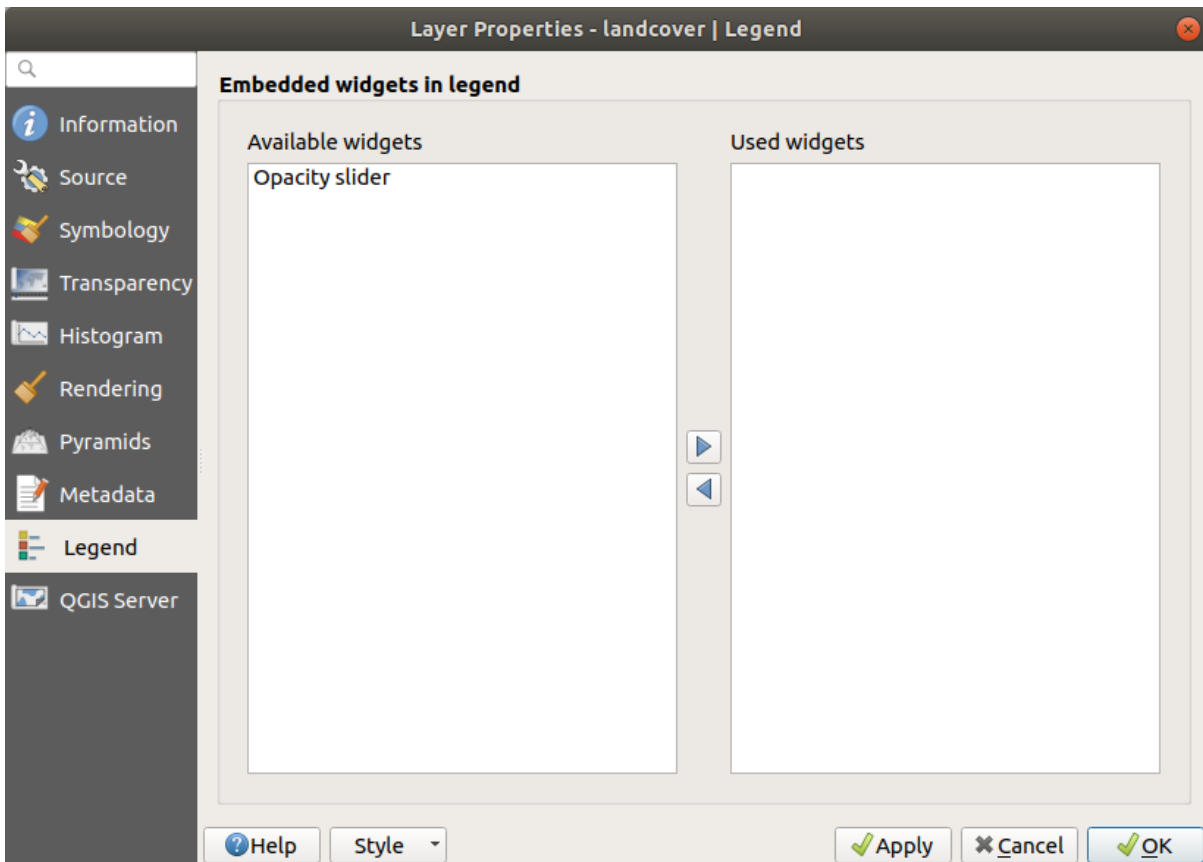 Layer Properties - landcover | Legend
Information
Source
Symbology
Transparency
Histogram
Rendering
Pyramids
Metadata
Legend
QGIS Server
Embedded widgets in legend
Available widgets
Opacity slider
Used widgets
Help
Style
Apply
Cancel
OK